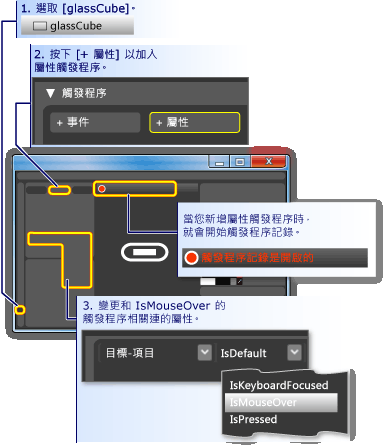 1. 選取 [glassCube]。
glassCube
2. 按下 [+ 屬性] 以加入
屬性觸發程序。
▼ 觸發程序
+ 事件
+ 屬性
當您新增屬性觸發程序時，
就會開始觸發程序記錄。
觸發程序記錄是開啟的
3. 變更和 IsMouseOver 的
觸發程序相關連的屬性。
目標-項目
IsDefault
IsKeyboardFocused
IsMouseOver
IsPressed